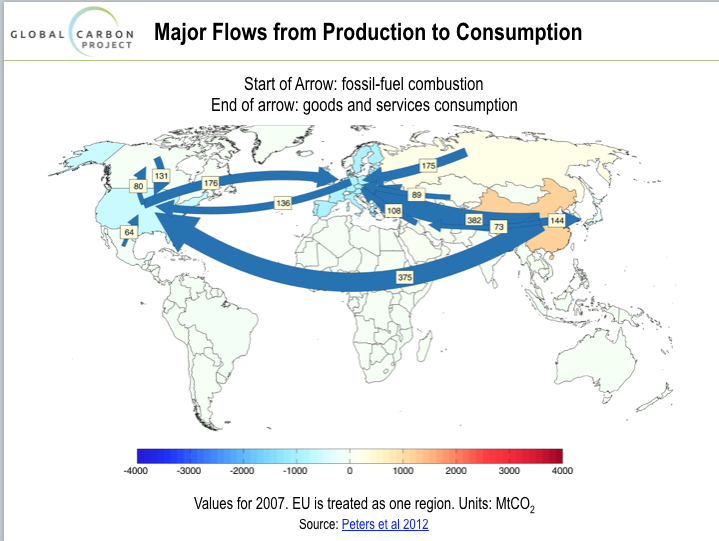 GLOBAL CARBON
PROJECT
Major Flows from Production to Consumption
Start of Arrow: fossil-fuel combustion
End of arrow: goods and services consumption
175
131
80
176
89
136
108
382
144
73
64
375
-4000 -3000 -2000 -1000 0 1000 2000 3000 4000
Values for 2007. EU is treated as one region. Units: MtCO₂
Source: Peters et al 2012